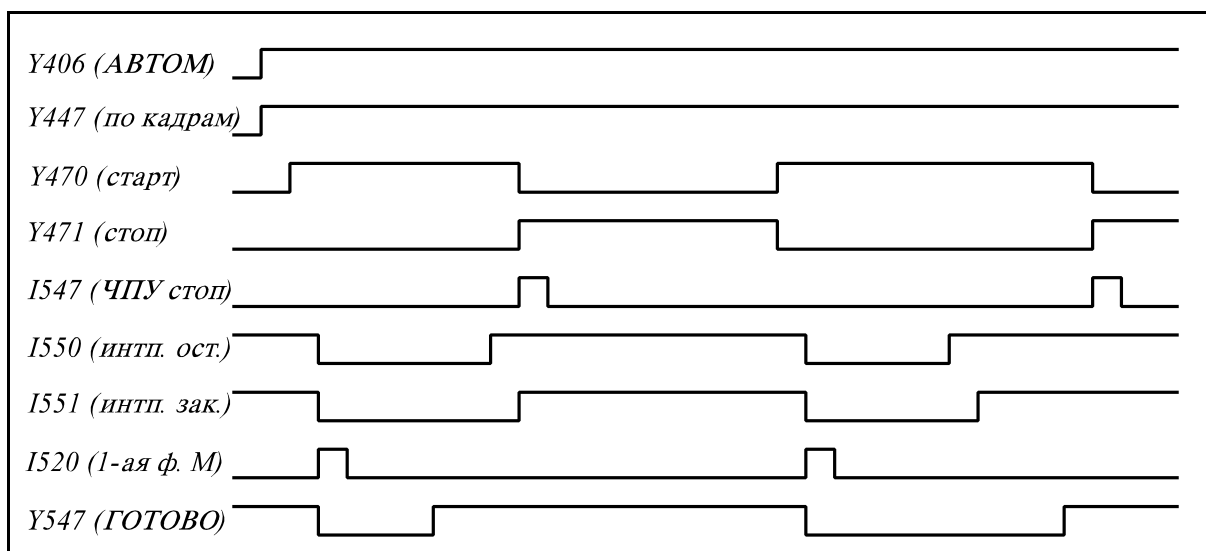 Y406 (АВТОМ)
Y447 (по кадрам)
Y470 (старт)
Y471 (стоп)
I547 (ЧПУ стоп)
I550 (интп. ост.)
I551 (интп. зак.)
I520 (1-ая ф. М)
Y547 (ГОТОВО)